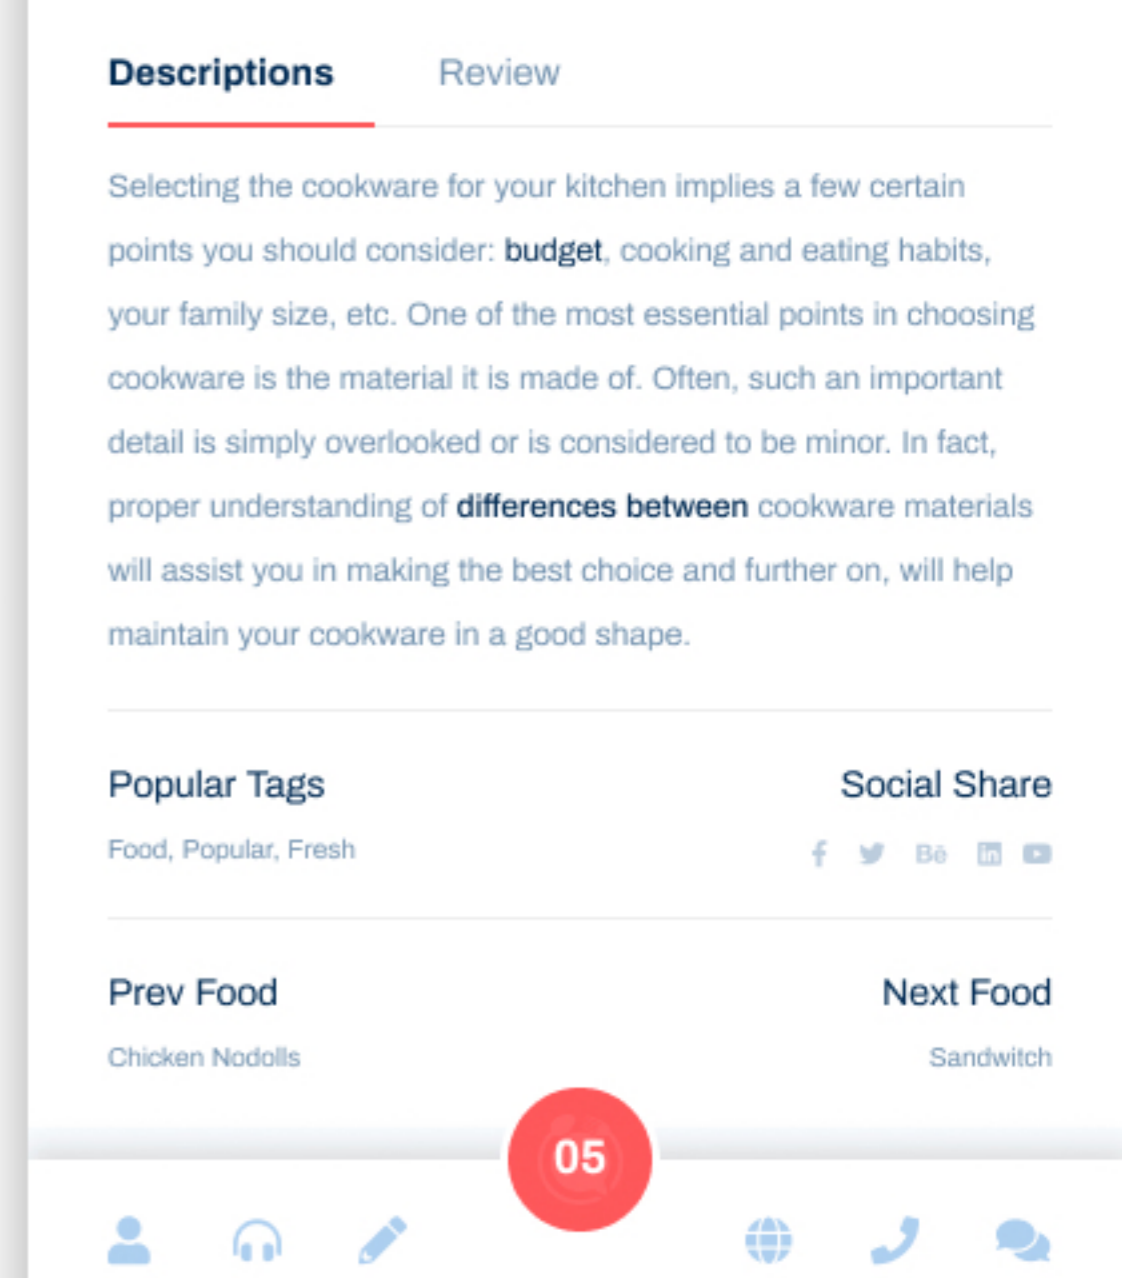 Descriptions Review
Selecting the cookware for your kitchen implies a few certain
points you should consider: budget, cooking and eating habits,
your family size, etc. One of the most essential points in choosing
cookware is the material it is made of. Often, such an important
detail is simply overlooked or is considered to be minor. In fact,
proper understanding of differences between cookware materials
will assist you in making the best choice and further on, will help
maintain your cookware in a good shape.
Popular Tags Social Share
Food, Popular, Fresh Bē in
Prev Food Next Food
Chicken Nodolls Sandwitch
05